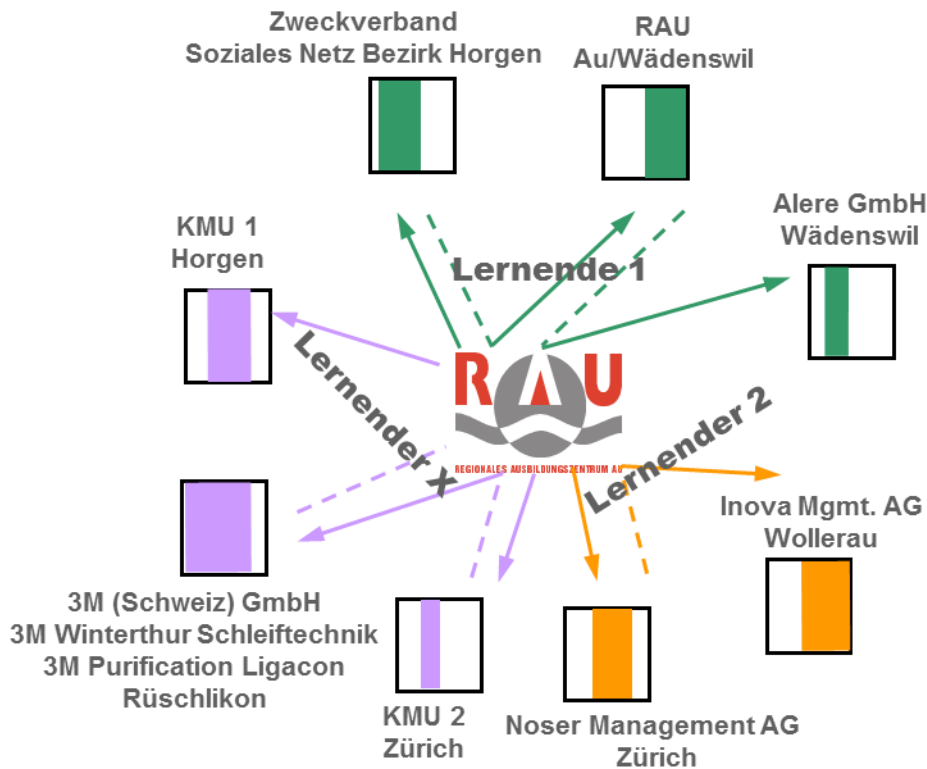 Zweckverband
Soziales Netz Bezirk Horgen
RAU
Au/Wädenswil
Alere GmbH
Wädenswil
KMU 1
Horgen
Lernende 1
Lernender X
Lernender 2
RAU
REGIONALES AUSBILDUNGSZENTRUM AU
Inova Mgmt. AG
Wollerau
3M (Schweiz) GmbH
3M Winterthur Schleiftechnik
3M Purification Ligacon
Rüschlikon
KMU 2
Zürich
Noser Management AG
Zürich